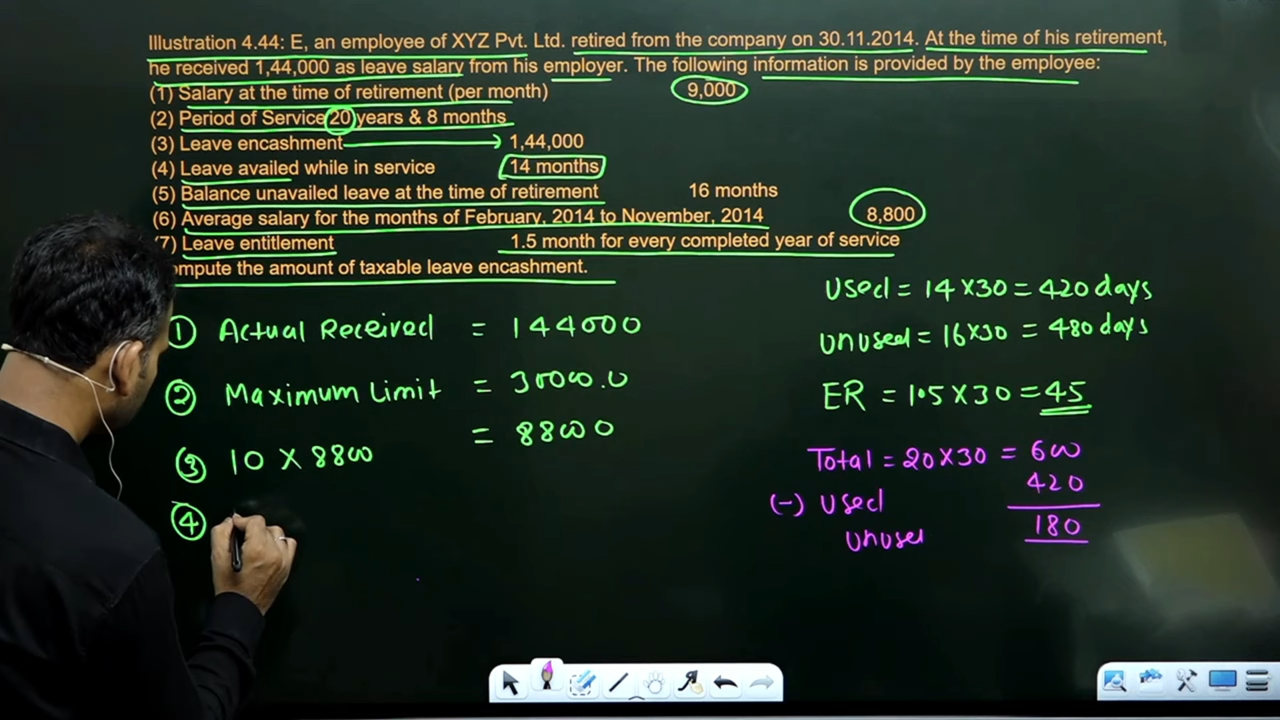 Illustration 4.44: E, an employee of XYZ Pvt. Ltd. retired from the company on 30.11.2014. At the time of his retirement,
he received 1,44,000 as leave salary from his employer. The following information is provided by the employee:
(1) Salary at the time of retirement (per month) 9,000
(2) Period of Service 20 years & 8 months
(3) Leave encashment 1,44,000
(4) Leave availed while in service 14 months
(5) Balance unavailed leave at the time of retirement 16 months
(6) Average salary for the months of February, 2014 to November, 2014 8,800
7) Leave entitlement 1.5 month for every completed year of service
ompute the amount of taxable leave encashment.
① Actual Received = 144000
② Maximum Limit = 30000.0
③ 10 × 8800 = 88000
④
Used = 14 × 30 = 420 days
Unused = 16 × 30 = 480 days
ER = 1.5 × 30 = 45
Total = 20 × 30 = 600
(-) Used 420
Unuser 180